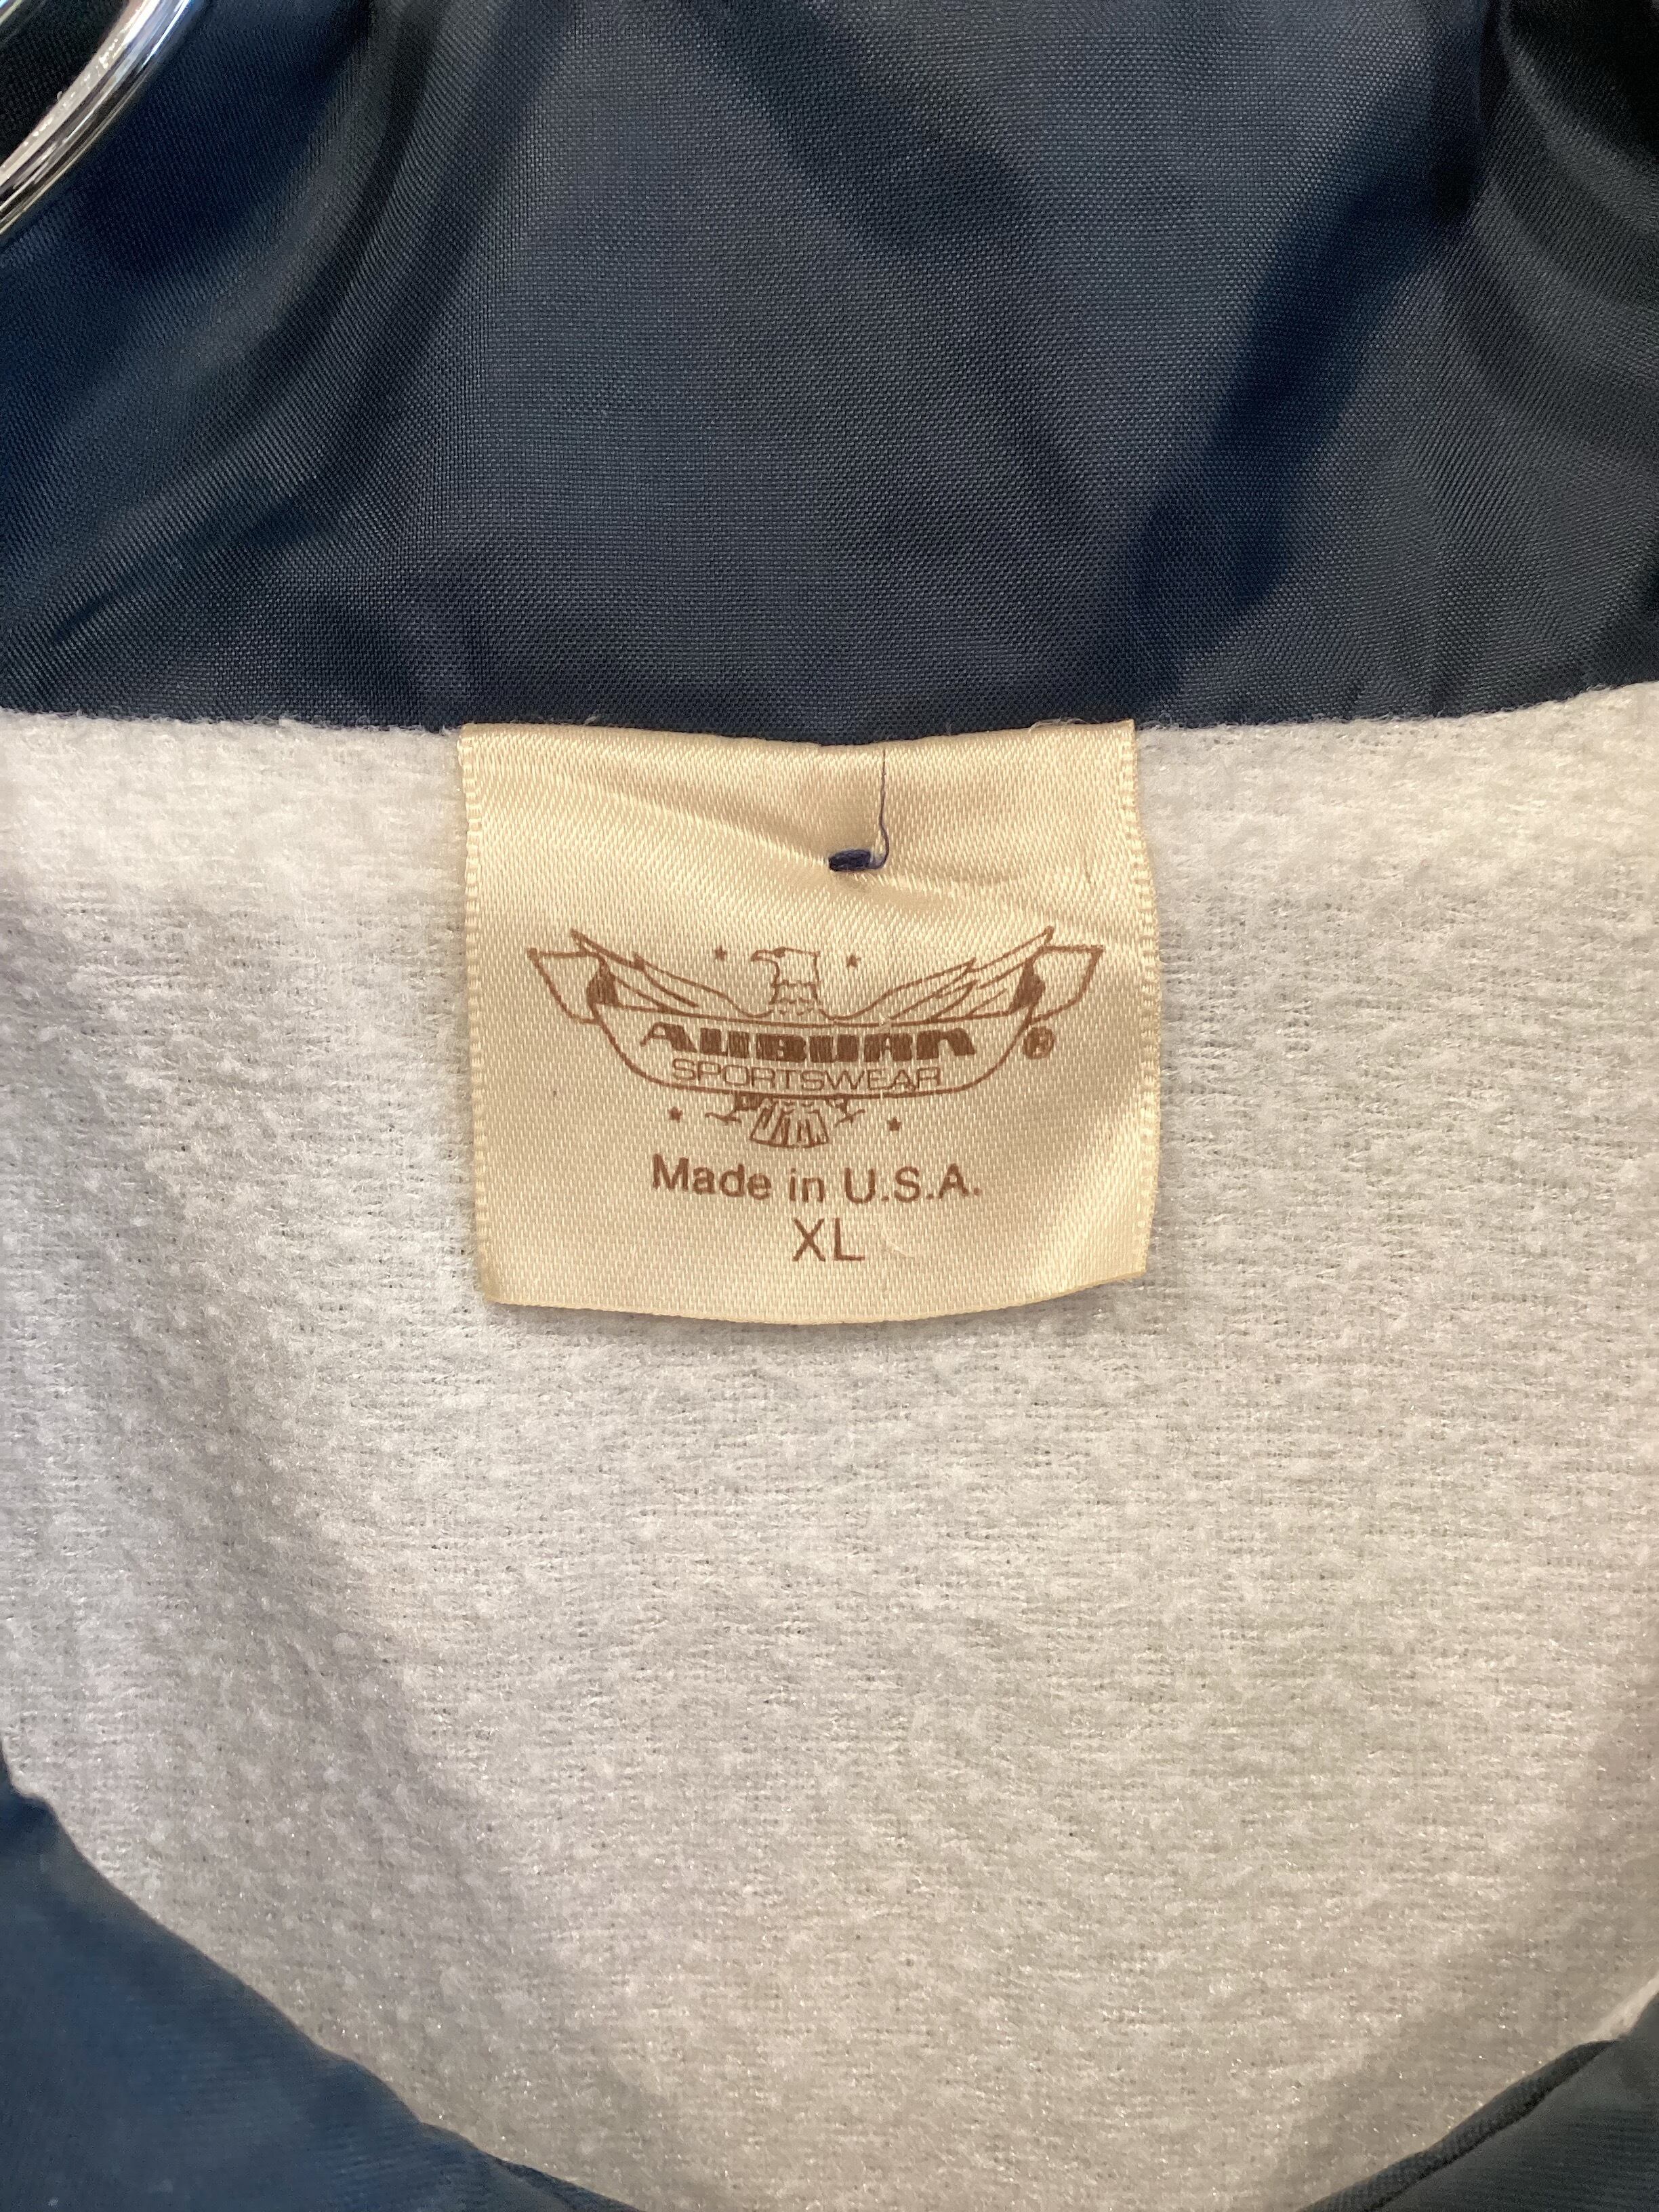 AUBURN
SPORTSWEAR
®
Made in U.S.A.
XL